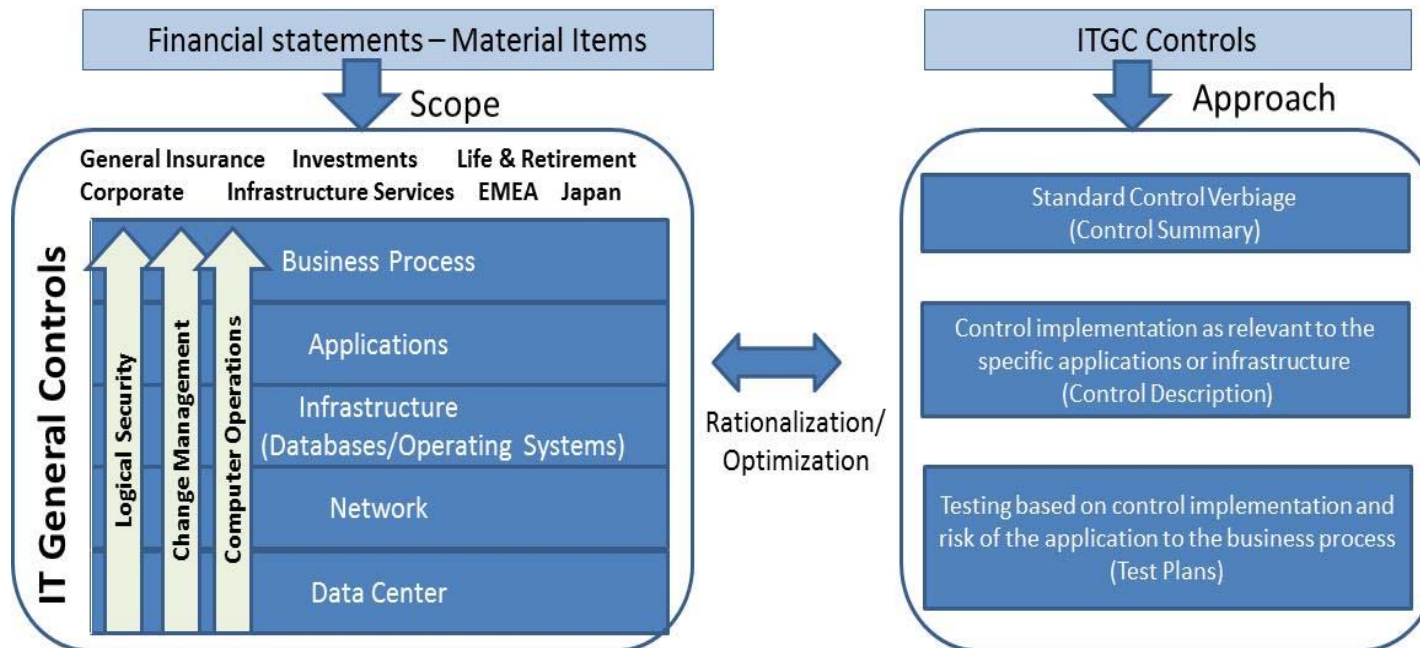 Financial statements – Material Items
Scope
General Insurance Investments Life & Retirement
Corporate Infrastructure Services EMEA Japan
IT General Controls
Logical Security
Change Management
Computer Operations
Business Process
Applications
Infrastructure
(Databases/Operating Systems)
Network
Data Center
Rationalization/
Optimization
ITGC Controls
Approach
Standard Control Verbiage
(Control Summary)
Control implementation as relevant to the
specific applications or infrastructure
(Control Description)
Testing based on control implementation and
risk of the application to the business process
(Test Plans)